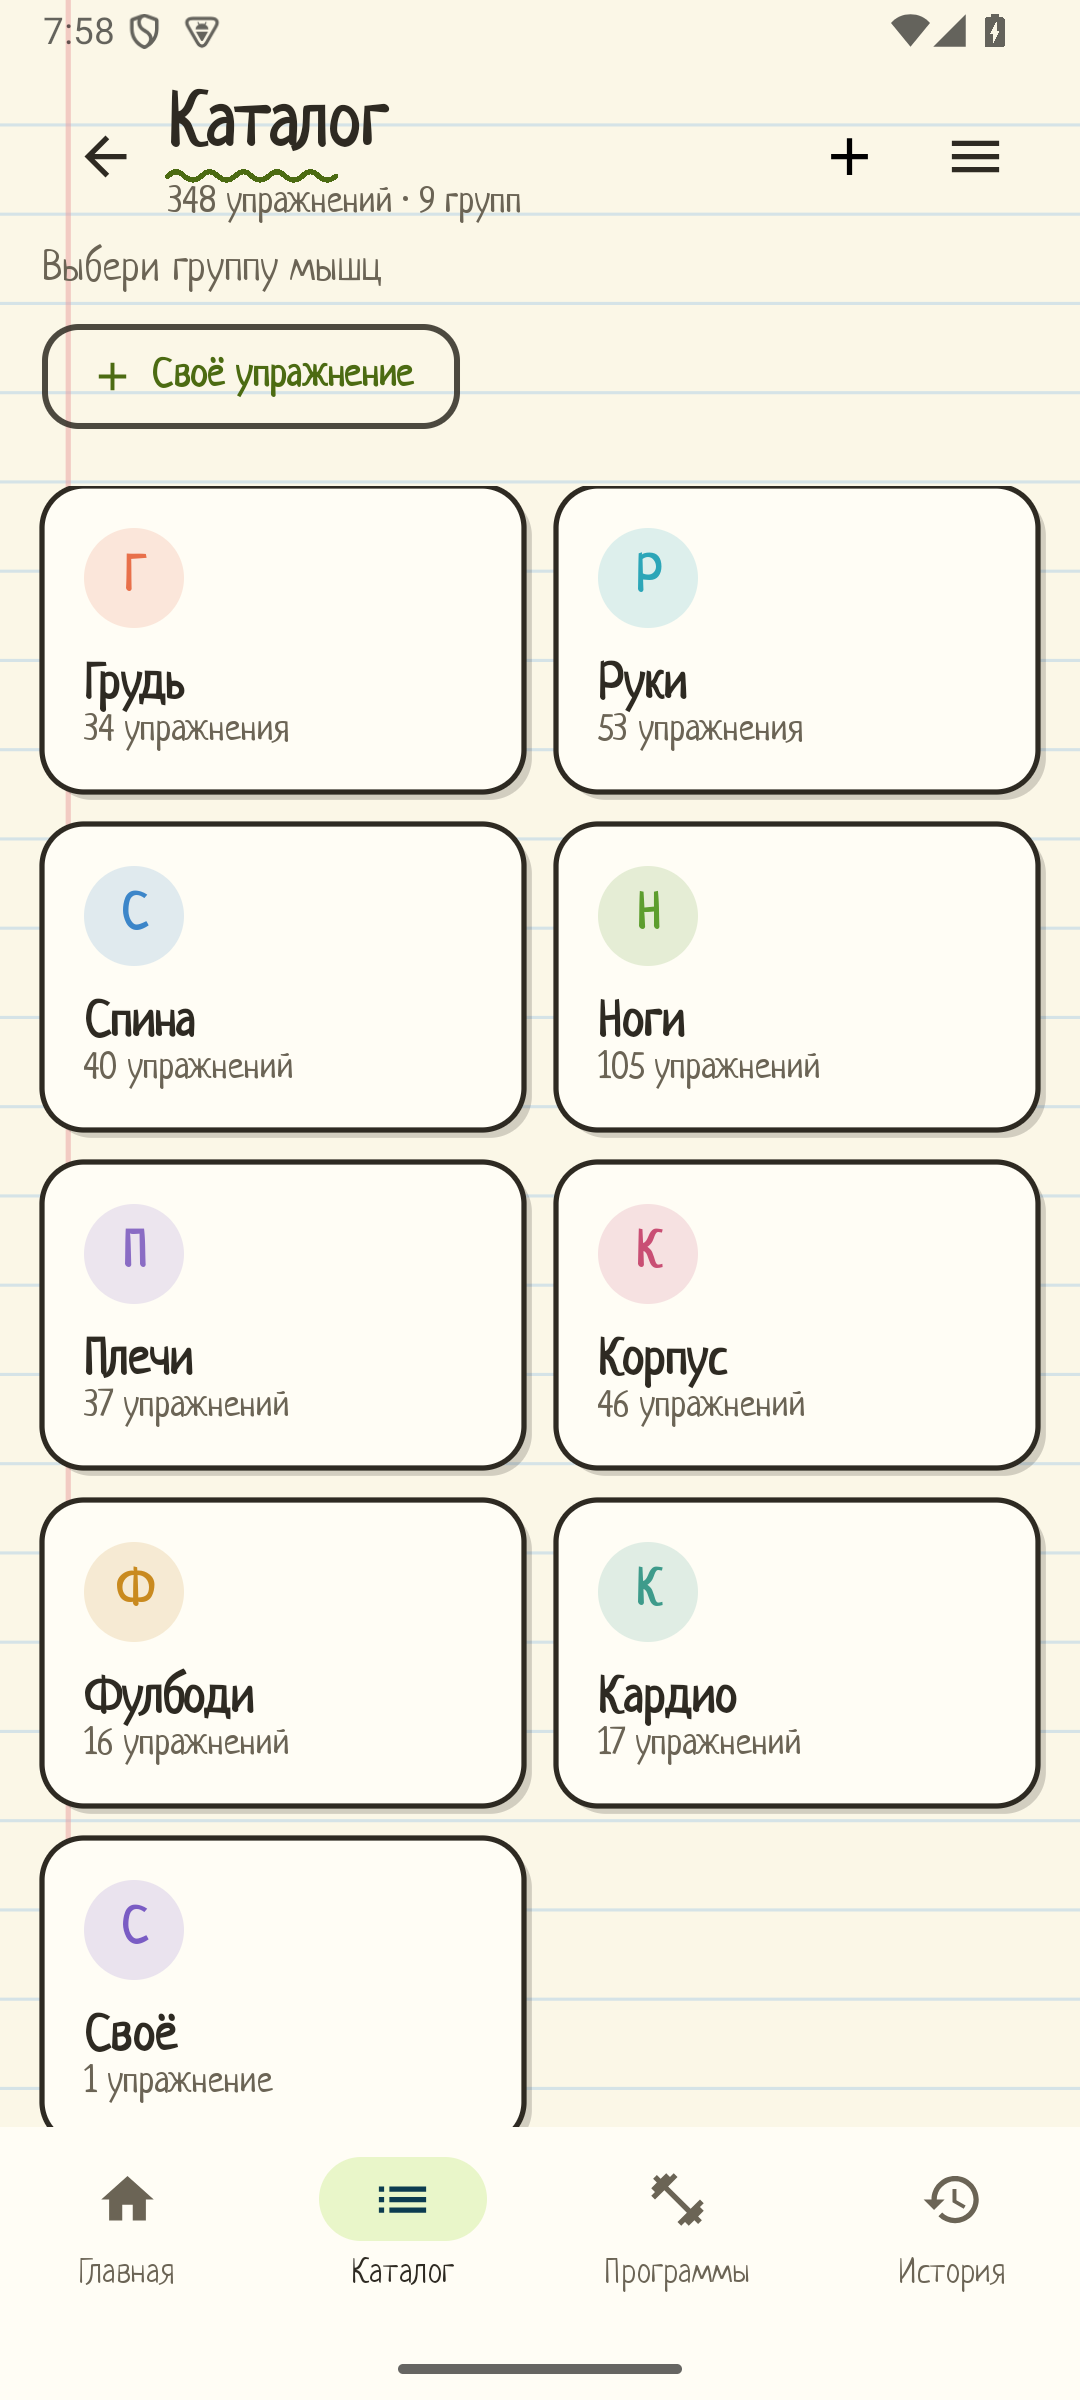 7:58
Каталог
348 упражнений · 9 групп
Выбери группу мышц
+ Своё упражнение
Г
Грудь
34 упражнения
Р
Руки
53 упражнения
С
Спина
40 упражнений
Н
Ноги
105 упражнений
П
Плечи
37 упражнений
К
Корпус
46 упражнений
Ф
Фулбоди
16 упражнений
К
Кардио
17 упражнений
С
Своё
1 упражнение
Главная
Каталог
Программы
История